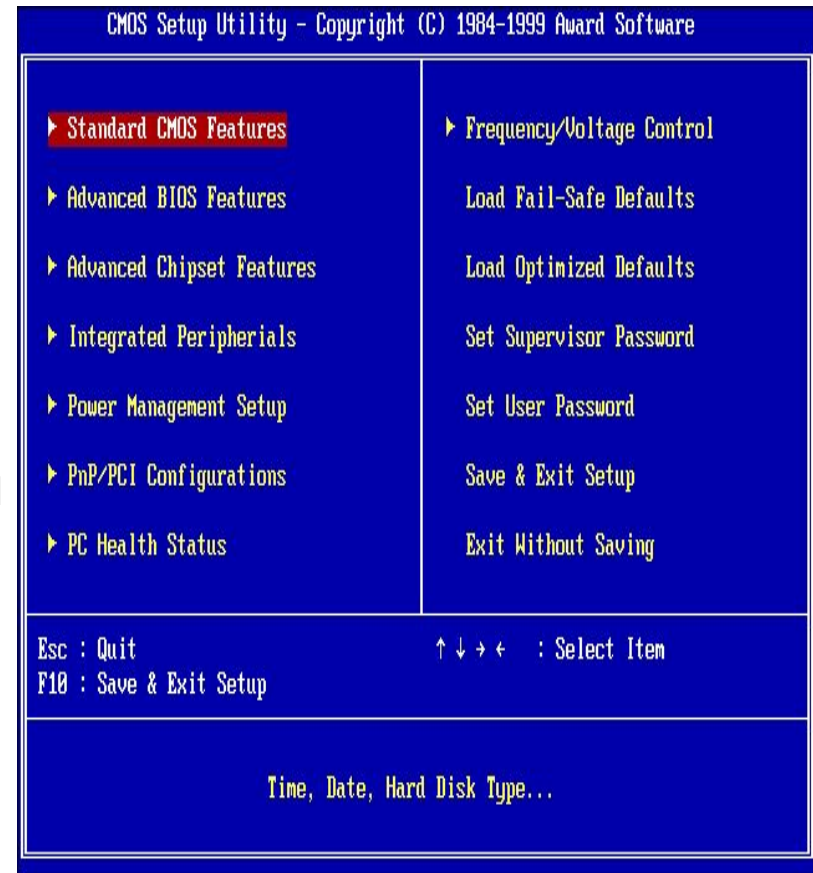 CMOS Setup Utility - Copyright (C) 1984-1999 Award Software
Standard CMOS Features
Advanced BIOS Features
Advanced Chipset Features
Integrated Peripherials
Power Management Setup
PnP/PCI Configurations
PC Health Status
Frequency/Voltage Control
Load Fail-Safe Defaults
Load Optimized Defaults
Set Supervisor Password
Set User Password
Save & Exit Setup
Exit Without Saving
Esc : Quit
F10 : Save & Exit Setup
↑ ↓ → ← : Select Item
Time, Date, Hard Disk Type...